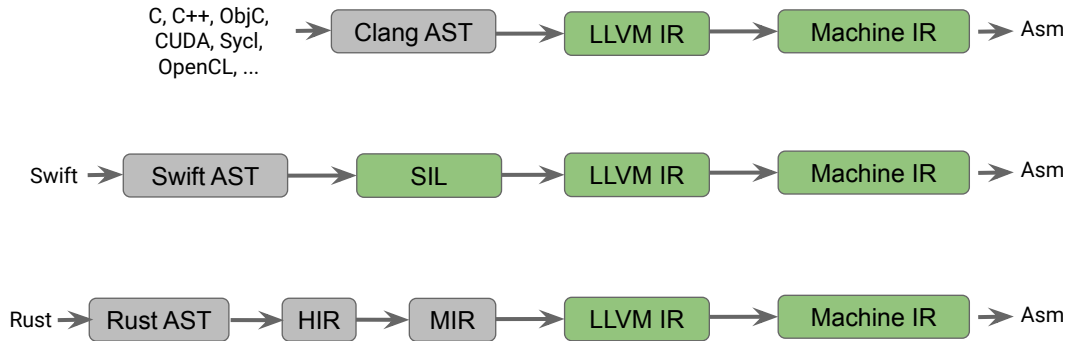 C, C++, ObjC,
CUDA, Sycl,
OpenCL, ...
Clang AST
LLVM IR
Machine IR
Asm
Swift
Swift AST
SIL
LLVM IR
Machine IR
Asm
Rust
Rust AST
HIR
MIR
LLVM IR
Machine IR
Asm